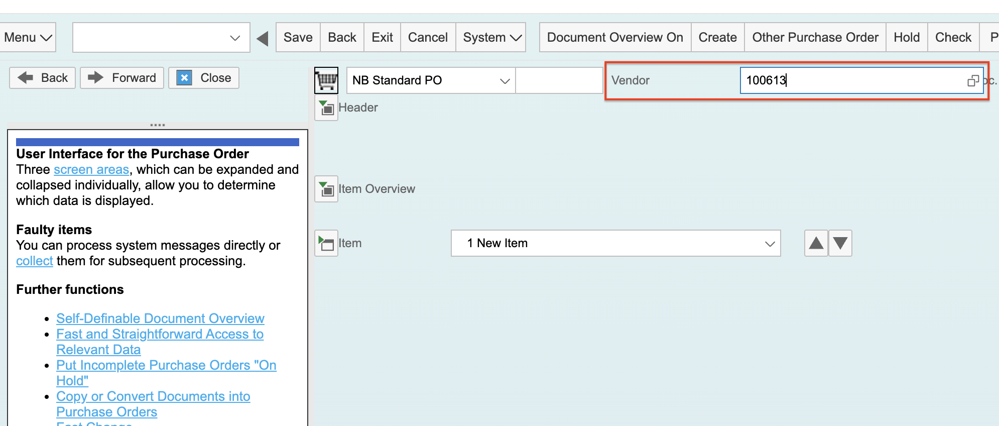 Menu
Save Back Exit Cancel System Document Overview On Create Other Purchase Order Hold Check P
Back Forward Close
NB Standard PO Vendor 100613 oc.
Header
Item Overview
Item 1 New Item
User Interface for the Purchase Order
Three screen areas, which can be expanded and
collapsed individually, allow you to determine
which data is displayed.
Faulty items
You can process system messages directly or
collect them for subsequent processing.
Further functions
Self-Definable Document Overview
Fast and Straightforward Access to
Relevant Data
Put Incomplete Purchase Orders "On
Hold"
Copy or Convert Documents into
Purchase Orders
Fast Change